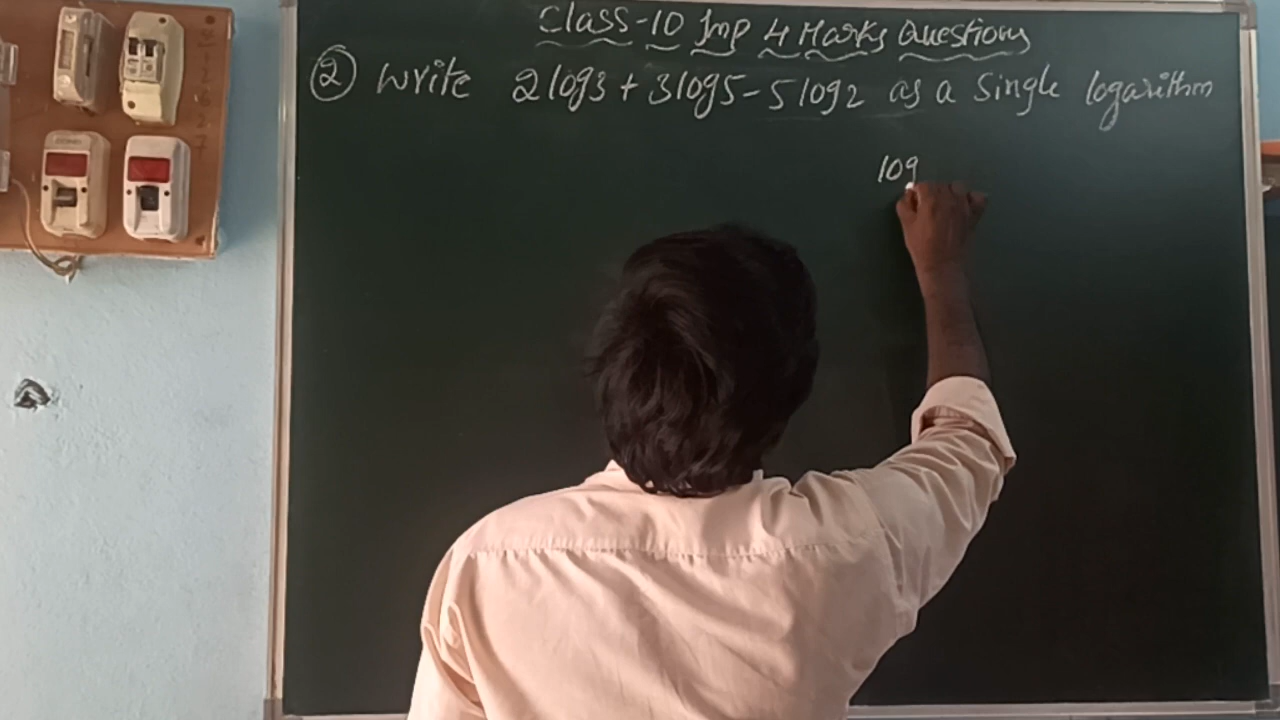 Class-10 Imp 4 Marks Questions
② Write 2log3 + 3log5 - 5log2 as a Single logarithm
log